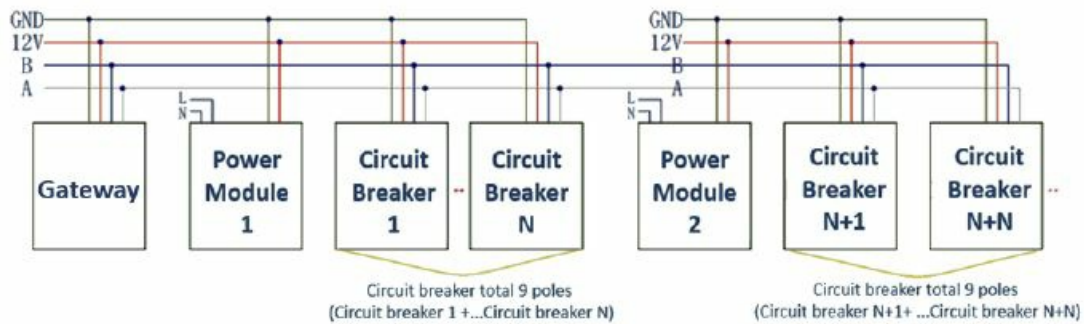 GND
12V
B
A
L
N
Gateway
Power
Module
1
Circuit
Breaker
1
Circuit
Breaker
N
Circuit breaker total 9 poles
(Circuit breaker 1 +...Circuit breaker N)
GND
12V
B
A
L
N
Power
Module
2
Circuit
Breaker
N+1
Circuit
Breaker
N+N
Circuit breaker total 9 poles
(Circuit breaker N+1+ ...Circuit breaker N+N)